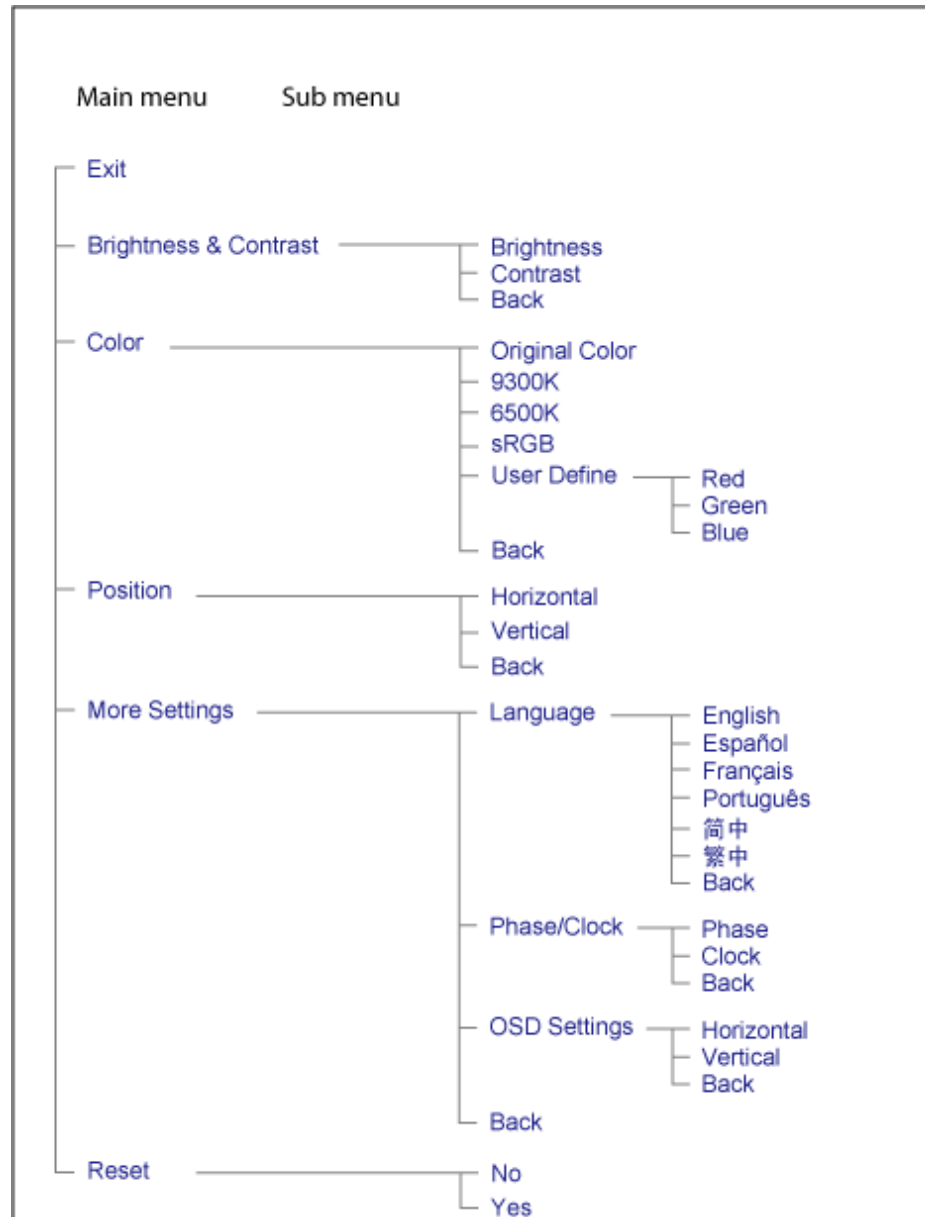 Main menu Sub menu
Exit
Brightness & Contrast Brightness
Contrast
Back
Color Original Color
9300K
6500K
sRGB
User Define Red
Green
Blue
Back
Position Horizontal
Vertical
Back
More Settings Language English
Español
Français
Português
简中
繁中
Back
Phase/Clock Phase
Clock
Back
OSD Settings Horizontal
Vertical
Back
Back
Reset No
Yes